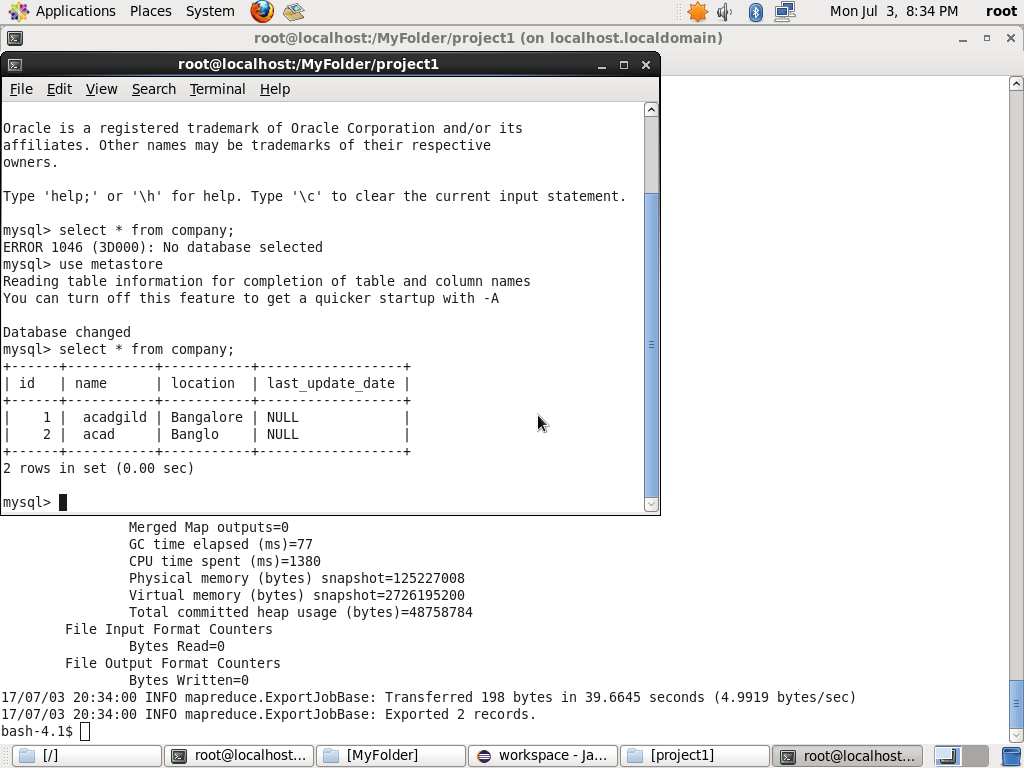 Applications Places System Mon Jul 3, 8:34 PM root
root@localhost:/MyFolder/project1 (on localhost.localdomain)
root@localhost:/MyFolder/project1
File Edit View Search Terminal Help
Oracle is a registered trademark of Oracle Corporation and/or its
affiliates. Other names may be trademarks of their respective
owners.
Type 'help;' or '\h' for help. Type '\c' to clear the current input statement.
mysql> select * from company;
ERROR 1046 (3D000): No database selected
mysql> use metastore
Reading table information for completion of table and column names
You can turn off this feature to get a quicker startup with -A
Database changed
mysql> select * from company;
+------+-----------+-----------+------------------+
| id   | name      | location  | last_update_date |
+------+-----------+-----------+------------------+
|    1 |  acadgild | Bangalore | NULL             |
|    2 |  acad     | Banglo    | NULL             |
+------+-----------+-----------+------------------+
2 rows in set (0.00 sec)
mysql>
Merged Map outputs=0
GC time elapsed (ms)=77
CPU time spent (ms)=1380
Physical memory (bytes) snapshot=125227008
Virtual memory (bytes) snapshot=2726195200
Total committed heap usage (bytes)=48758784
File Input Format Counters
Bytes Read=0
File Output Format Counters
Bytes Written=0
17/07/03 20:34:00 INFO mapreduce.ExportJobBase: Transferred 198 bytes in 39.6645 seconds (4.9919 bytes/sec)
17/07/03 20:34:00 INFO mapreduce.ExportJobBase: Exported 2 records.
bash-4.1$
[/] root@localhost... [MyFolder] workspace - Ja... [project1] root@localhost...